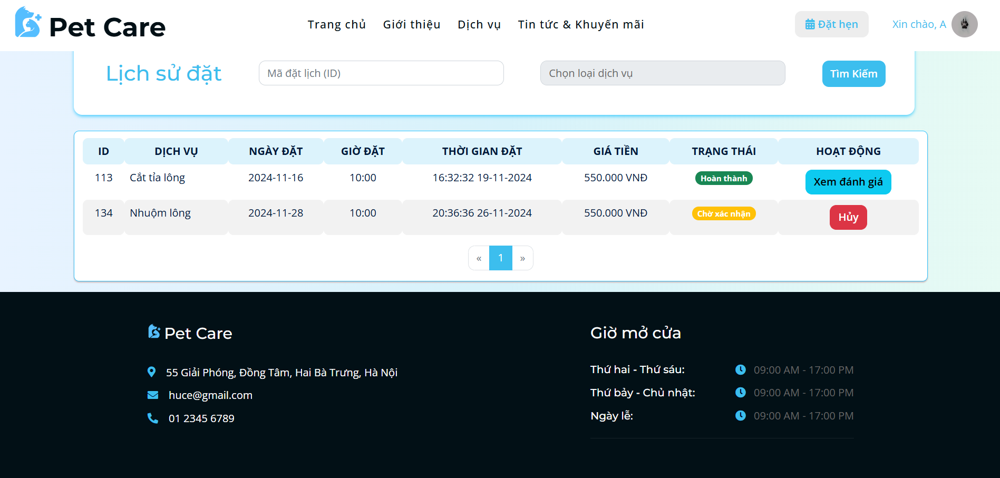 Pet Care
Trang chủ Giới thiệu Dịch vụ Tin tức & Khuyến mãi
Đặt hẹn
Xin chào, A
Lịch sử đặt
Mã đặt lịch (ID)
Chọn loại dịch vụ
Tìm Kiếm
ID DỊCH VỤ NGÀY ĐẶT GIỜ ĐẶT THỜI GIAN ĐẶT GIÁ TIỀN TRẠNG THÁI HOẠT ĐỘNG
113 Cắt tỉa lông 2024-11-16 10:00 16:32:32 19-11-2024 550.000 VNĐ Hoàn thành Xem đánh giá
134 Nhuộm lông 2024-11-28 10:00 20:36:36 26-11-2024 550.000 VNĐ Chờ xác nhận Hủy
« 1 »
Pet Care
55 Giải Phóng, Đồng Tâm, Hai Bà Trưng, Hà Nội
huce@gmail.com
01 2345 6789
Giờ mở cửa
Thứ hai - Thứ sáu: 09:00 AM - 17:00 PM
Thứ bảy - Chủ nhật: 09:00 AM - 17:00 PM
Ngày lễ: 09:00 AM - 17:00 PM